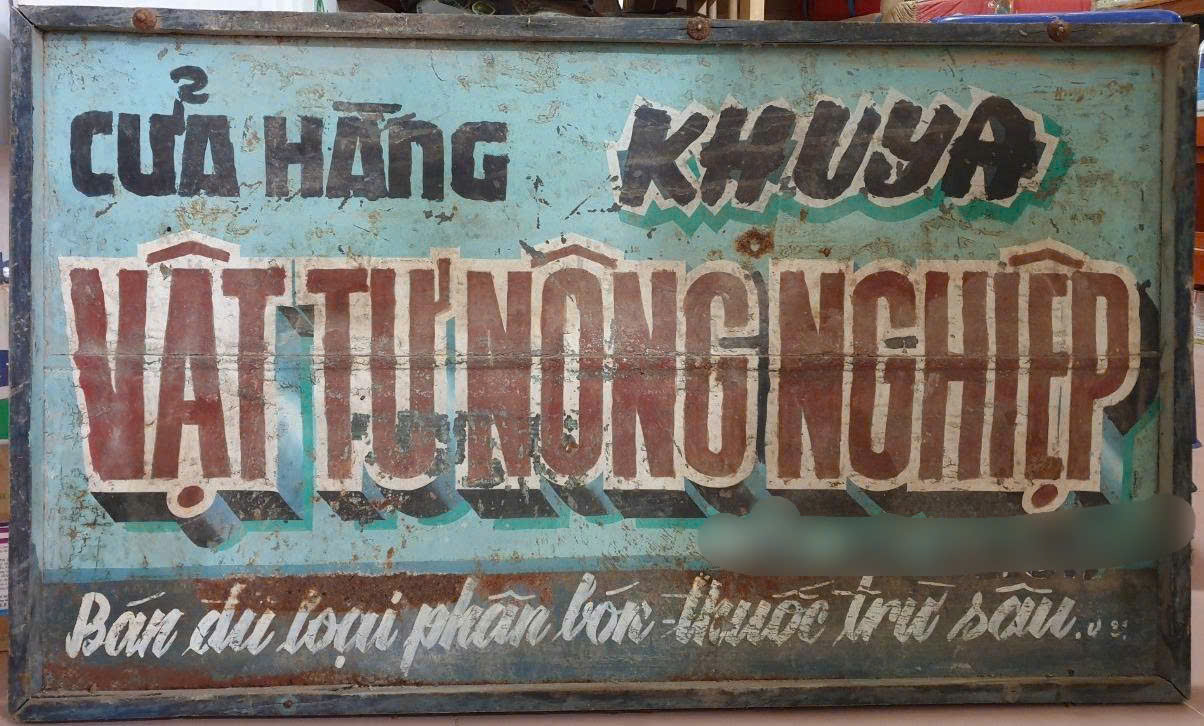 CỬA HÀNG KHUYA
VẬT TƯ NÔNG NGHIỆP
Bán đủ loại phân bón - thuốc trừ sâu..